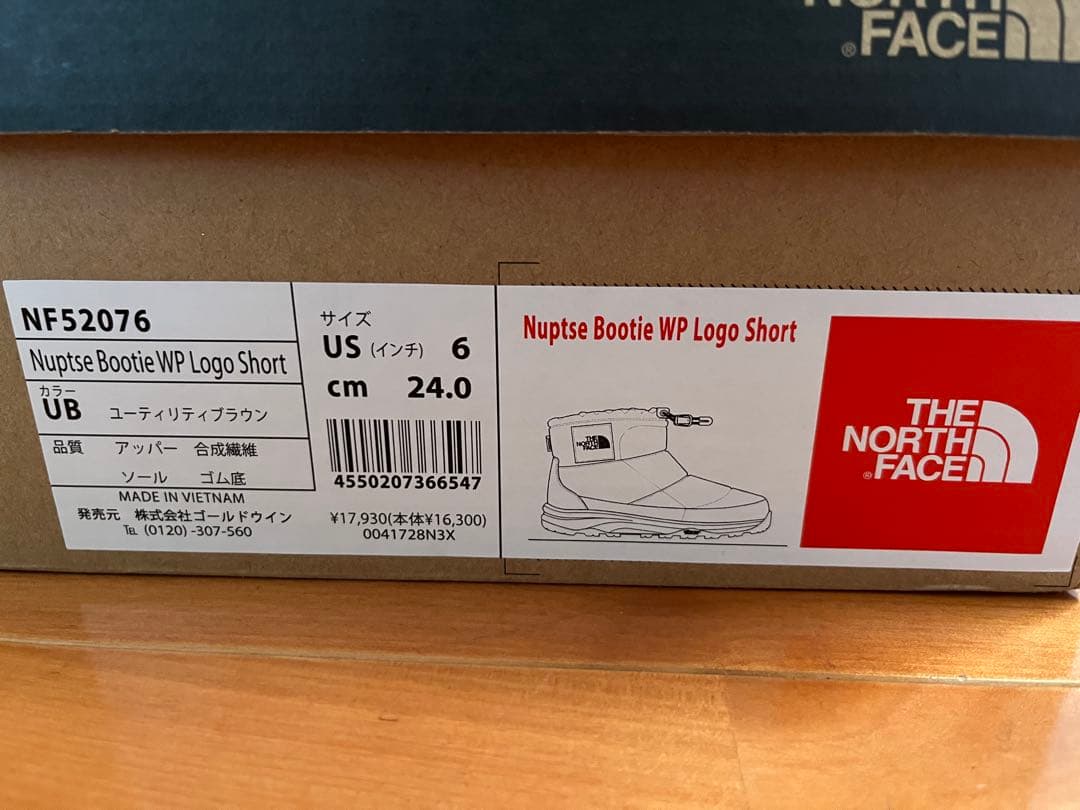 NORTH
®FACE
NF52076
Nuptse Bootie WP Logo Short
カラー
UB ユーティリティブラウン
品質 アッパー 合成繊維
ソール ゴム底
MADE IN VIETNAM
発売元 株式会社ゴールドウイン
℡ (0120) -307-560
サイズ
US (インチ) 6
cm 24.0
4550207366547
¥17,930(本体¥16,300)
0041728N3X
Nuptse Bootie WP Logo Short
THE
NORTH
FACE
THE
NORTH
®FACE